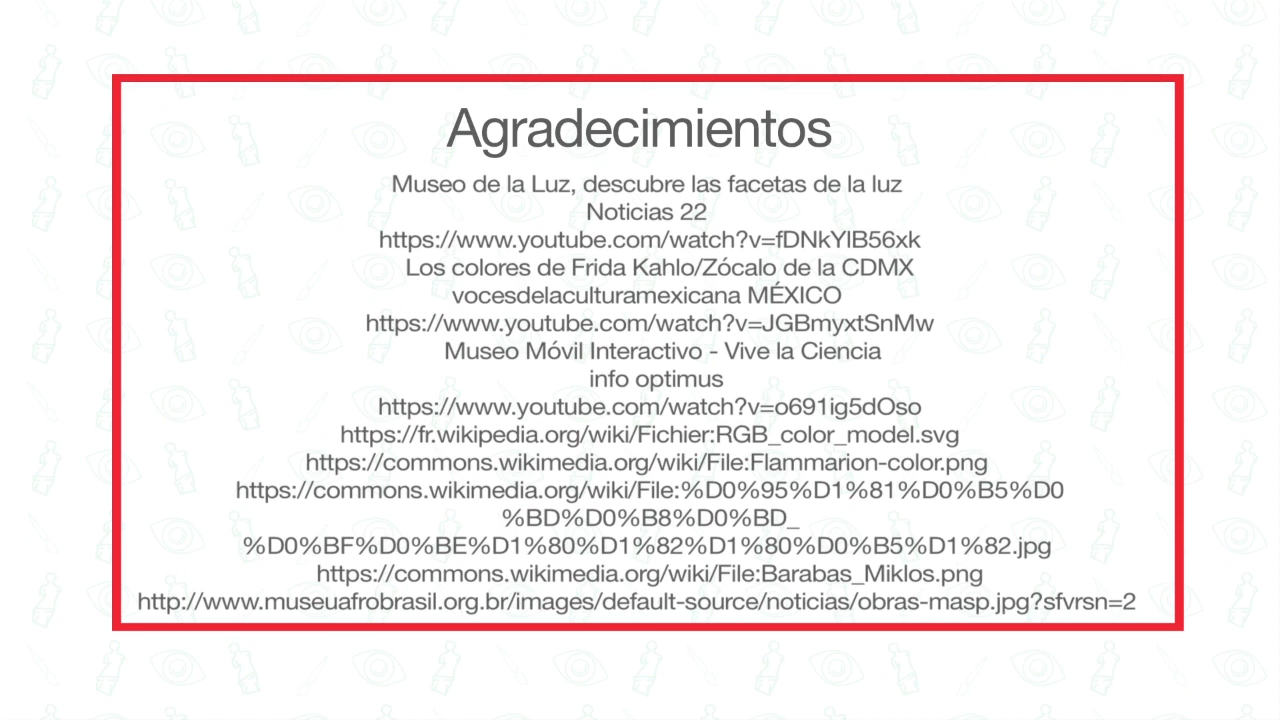 Agradecimientos
Museo de la Luz, descubre las facetas de la luz
Noticias 22
https://www.youtube.com/watch?v=fDNkYlB56xk
Los colores de Frida Kahlo/Zócalo de la CDMX
vocesdelaculturamexicana MÉXICO
https://www.youtube.com/watch?v=JGBmyxtSnMw
Museo Móvil Interactivo - Vive la Ciencia
info optimus
https://www.youtube.com/watch?v=o691ig5dOso
https://fr.wikipedia.org/wiki/Fichier:RGB_color_model.svg
https://commons.wikimedia.org/wiki/File:Flammarion-color.png
https://commons.wikimedia.org/wiki/File:%D0%95%D1%81%D0%B5%D0
%BD%D0%B8%D0%BD_
%D0%BF%D0%BE%D1%80%D1%82%D1%80%D0%B5%D1%82.jpg
https://commons.wikimedia.org/wiki/File:Barabas_Miklos.png
http://www.museuafrobrasil.org.br/images/default-source/noticias/obras-masp.jpg?sfvrsn=2